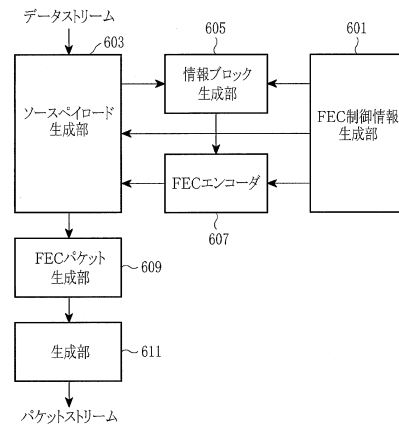 データストリーム
603
605
601
ソースペイロード
生成部
情報ブロック
生成部
FEC制御情報
生成部
FECエンコーダ
607
FECパケット
生成部
609
生成部
611
パケットストリーム